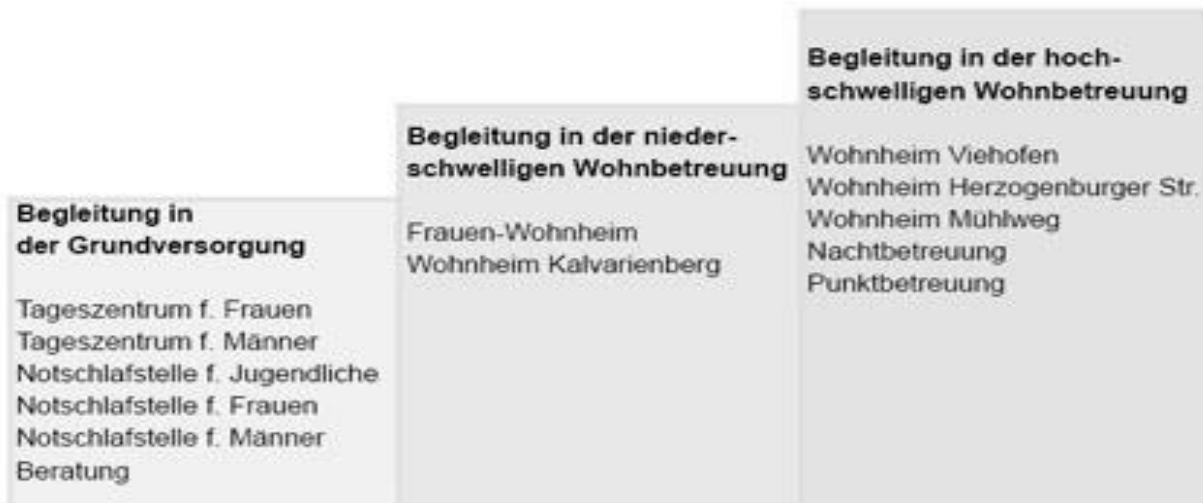 Begleitung in
der Grundversorgung
Tageszentrum f. Frauen
Tageszentrum f. Männer
Notschlafstelle f. Jugendliche
Notschlafstelle f. Frauen
Notschlafstelle f. Männer
Beratung
Begleitung in der nieder-
schwelligen Wohnbetreuung
Frauen-Wohnheim
Wohnheim Kalvarienberg
Begleitung in der hoch-
schwelligen Wohnbetreuung
Wohnheim Viehofen
Wohnheim Herzogenburger Str.
Wohnheim Mühlweg
Nachtbetreuung
Punktbetreuung